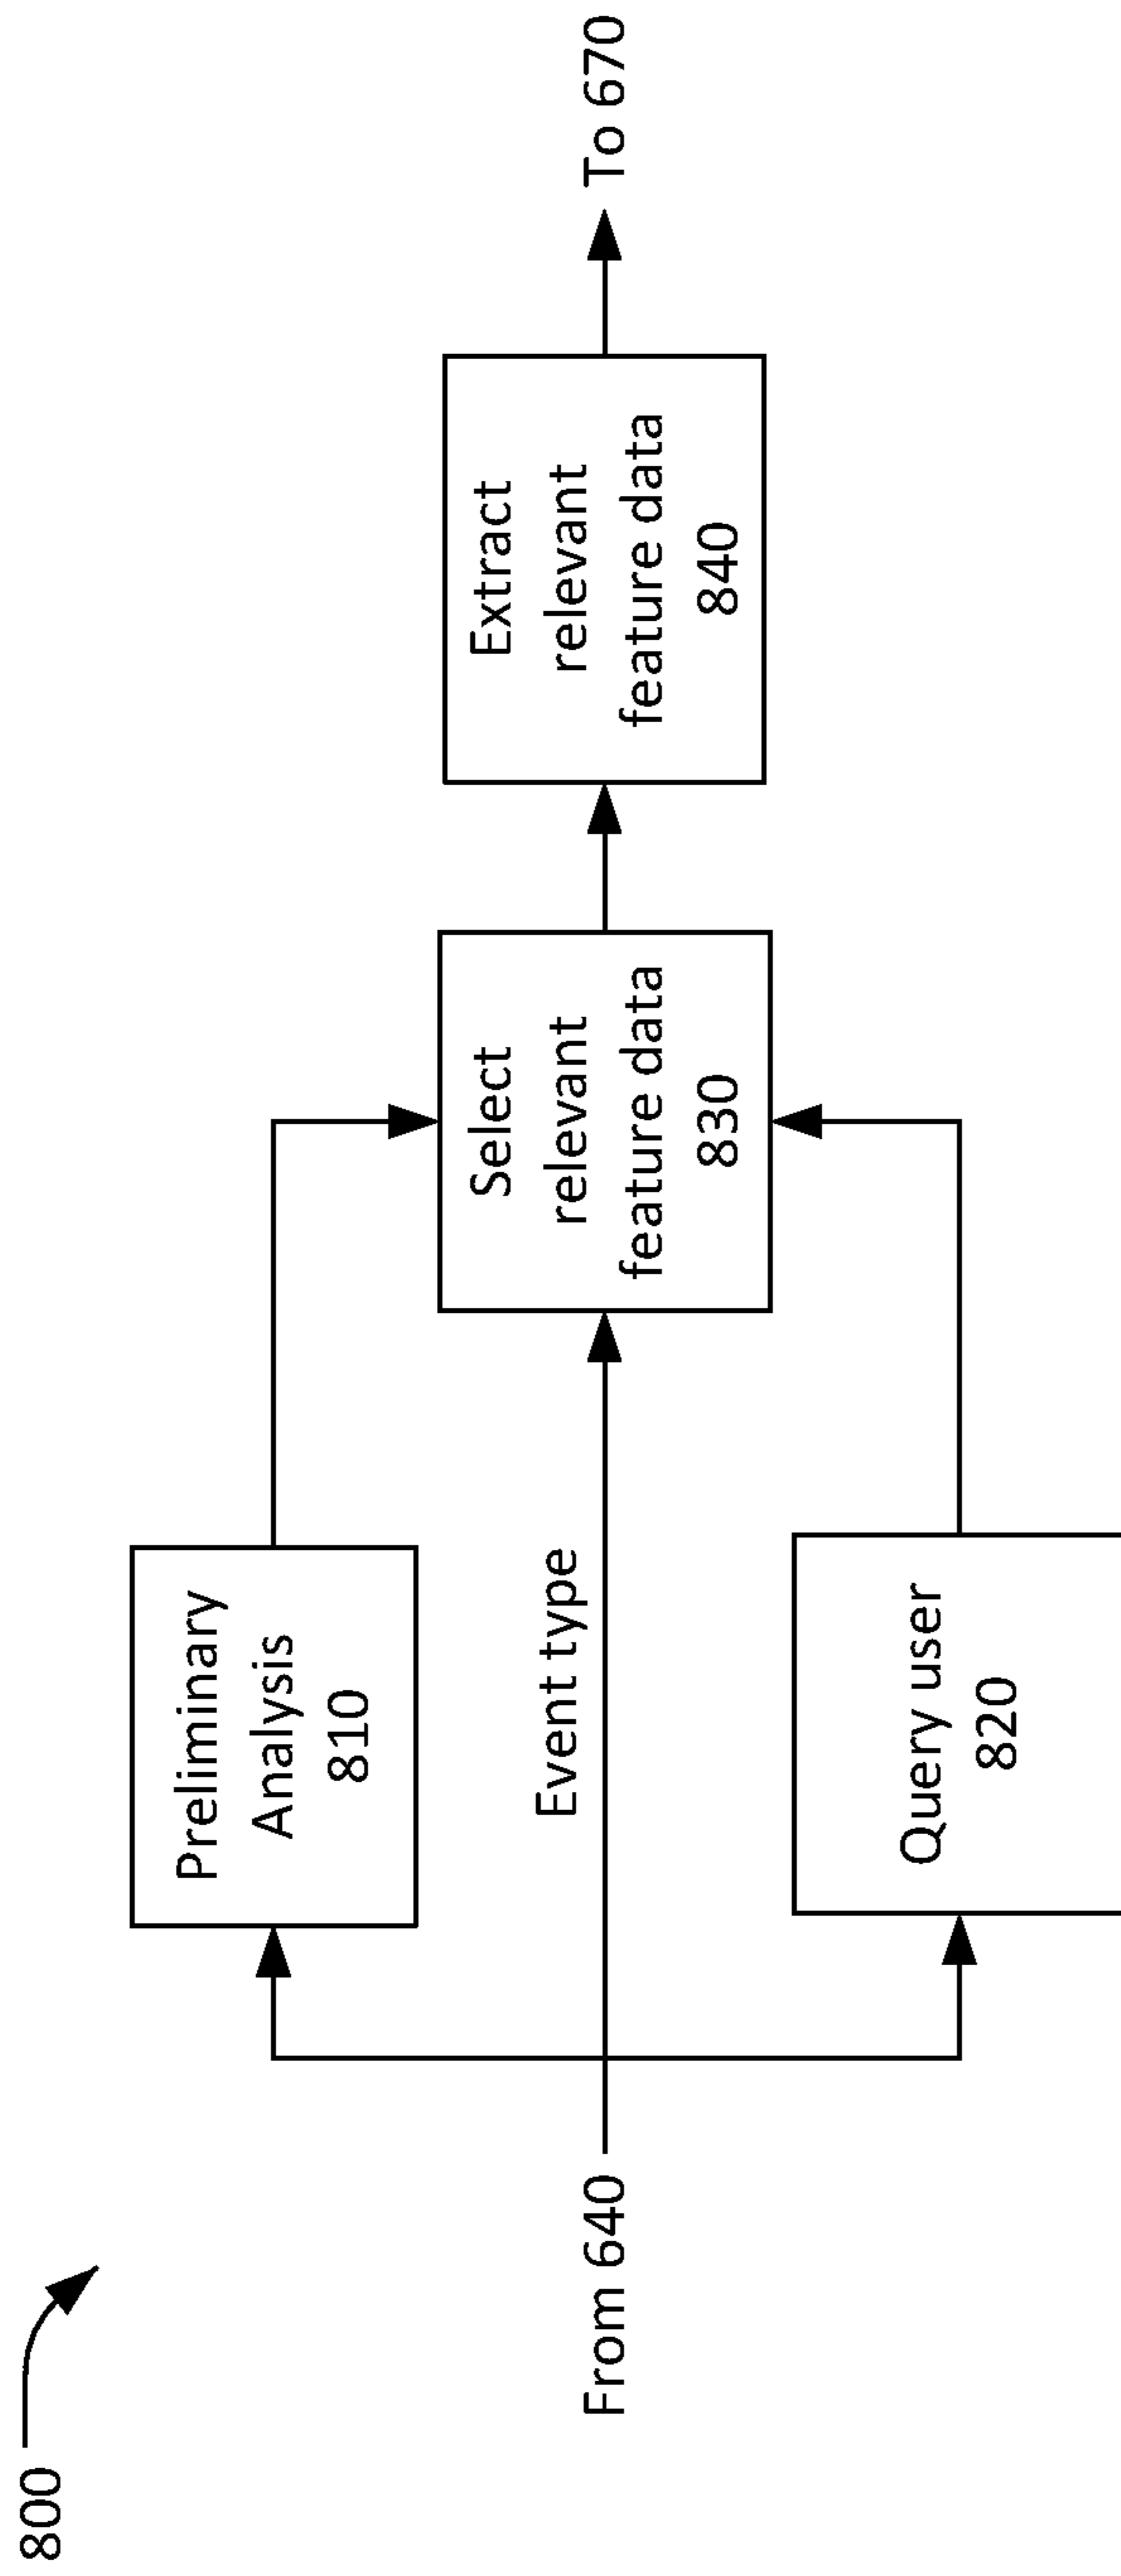 800
From 640
Preliminary
Analysis
810
Event type
Query user
820
Select
relevant
feature data
830
Extract
relevant
feature data
840
To 670